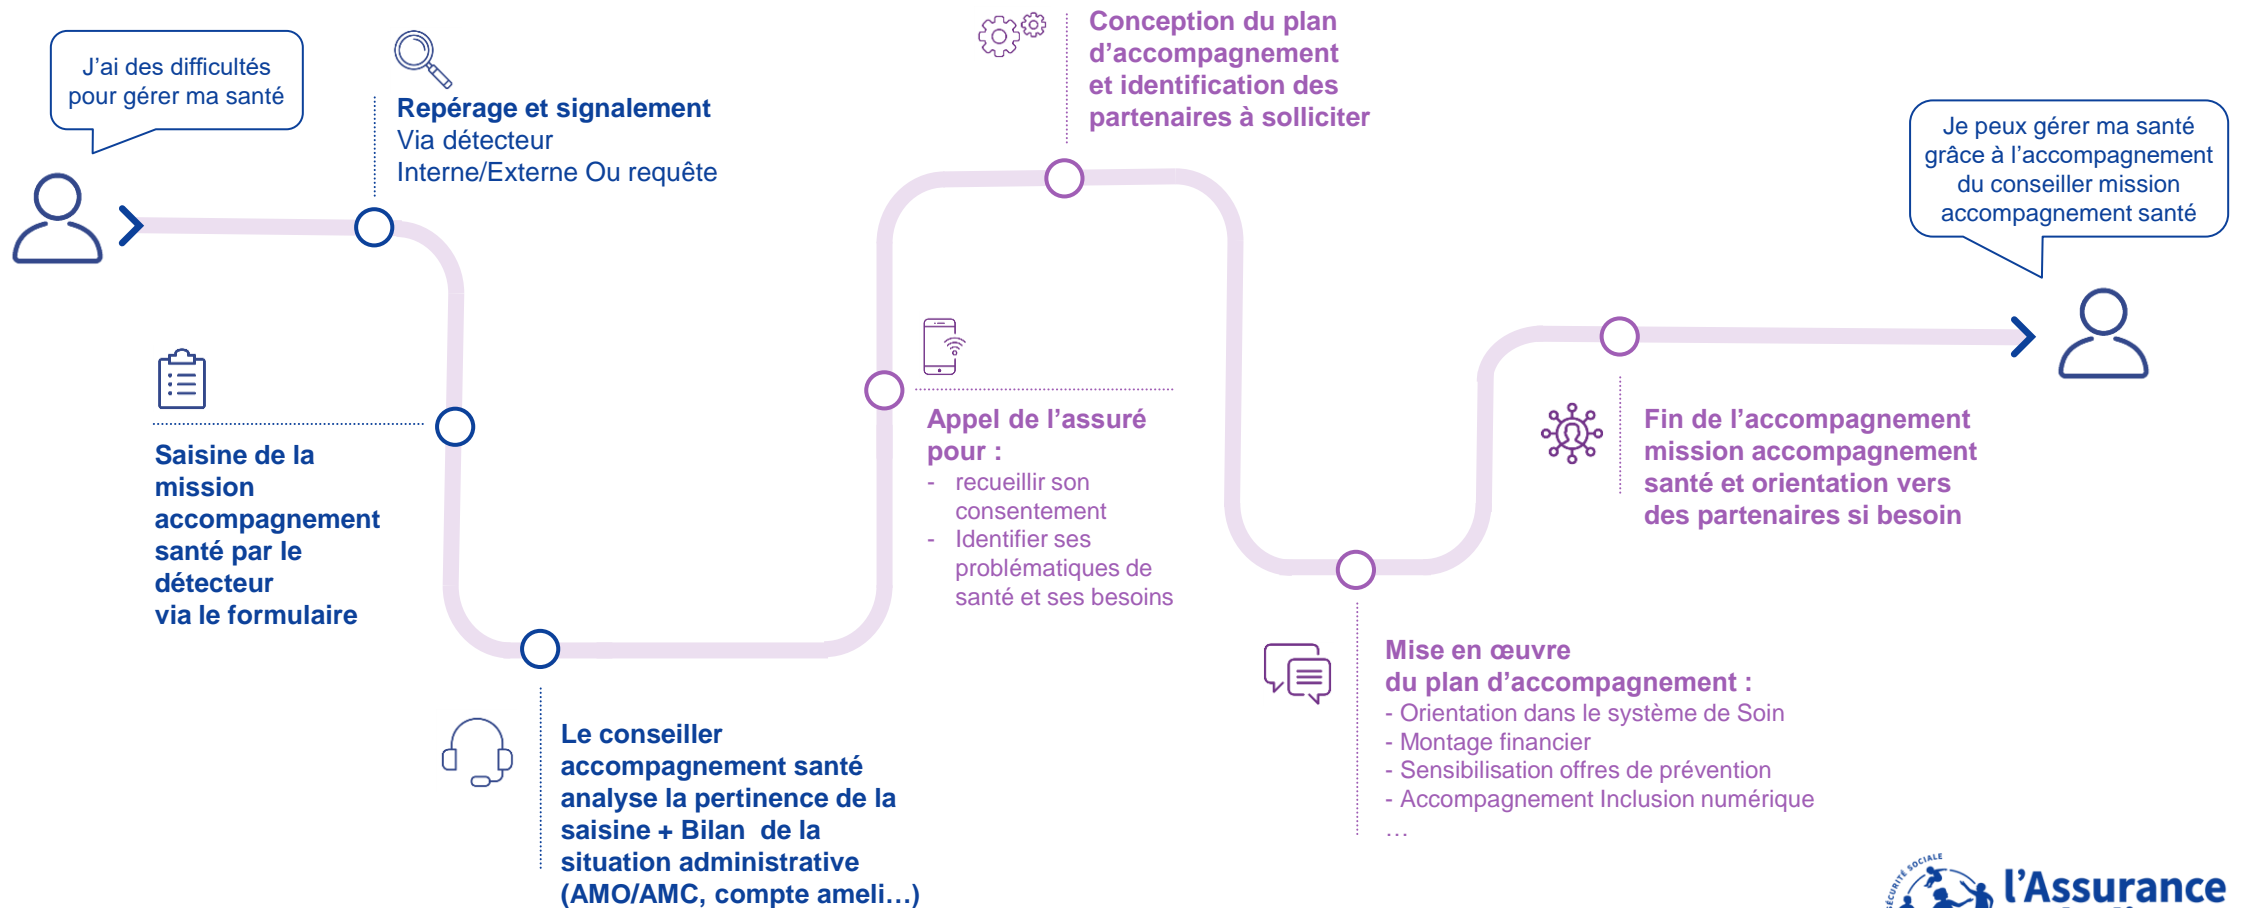 J'ai des difficultés
pour gérer ma santé
Repérage et signalement
Via détecteur
Interne/Externe Ou requête
Saisine de la
mission
accompagnement
santé par le
détecteur
via le formulaire
Le conseiller
accompagnement santé
analyse la pertinence de la
saisine + Bilan  de la
situation administrative
(AMO/AMC, compte ameli…)
Appel de l'assuré
pour :
- recueillir son
consentement
- Identifier ses
problématiques de
santé et ses besoins
Conception du plan
d'accompagnement
et identification des
partenaires à solliciter
Mise en œuvre
du plan d'accompagnement :
- Orientation dans le système de Soin
- Montage financier
- Sensibilisation offres de prévention
- Accompagnement Inclusion numérique
…
Fin de l'accompagnement
mission accompagnement
santé et orientation vers
des partenaires si besoin
Je peux gérer ma santé
grâce à l'accompagnement
du conseiller mission
accompagnement santé
SÉCURITÉ SOCIALE
l'Assurance